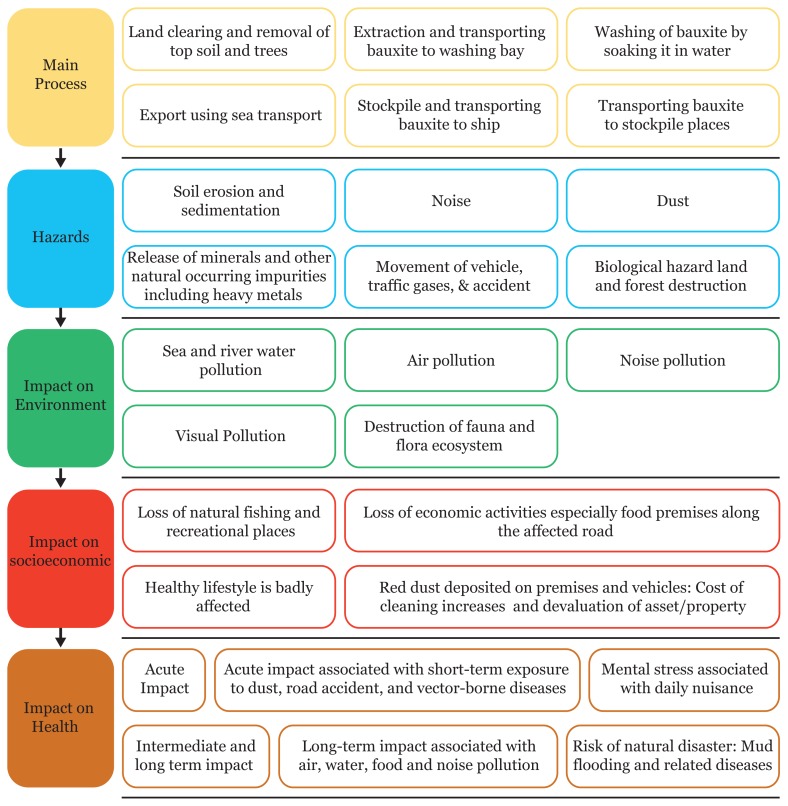 Main
Process
Land clearing and removal of
top soil and trees
Extraction and transporting
bauxite to washing bay
Washing of bauxite by
soaking it in water
Export using sea transport
Stockpile and transporting
bauxite to ship
Transporting bauxite
to stockpile places
Hazards
Soil erosion and
sedimentation
Noise
Dust
Release of minerals and other
natural occurring impurities
including heavy metals
Movement of vehicle,
traffic gases, & accident
Biological hazard land
and forest destruction
Impact on
Environment
Sea and river water
pollution
Air pollution
Noise pollution
Visual Pollution
Destruction of fauna and
flora ecosystem
Impact on
socioeconomic
Loss of natural fishing and
recreational places
Loss of economic activities especially food premises along
the affected road
Healthy lifestyle is badly
affected
Red dust deposited on premises and vehicles: Cost of
cleaning increases and devaluation of asset/property
Impact on
Health
Acute
Impact
Acute impact associated with short-term exposure
to dust, road accident, and vector-borne diseases
Mental stress associated
with daily nuisance
Intermediate and
long term impact
Long-term impact associated with
air, water, food and noise pollution
Risk of natural disaster: Mud
flooding and related diseases